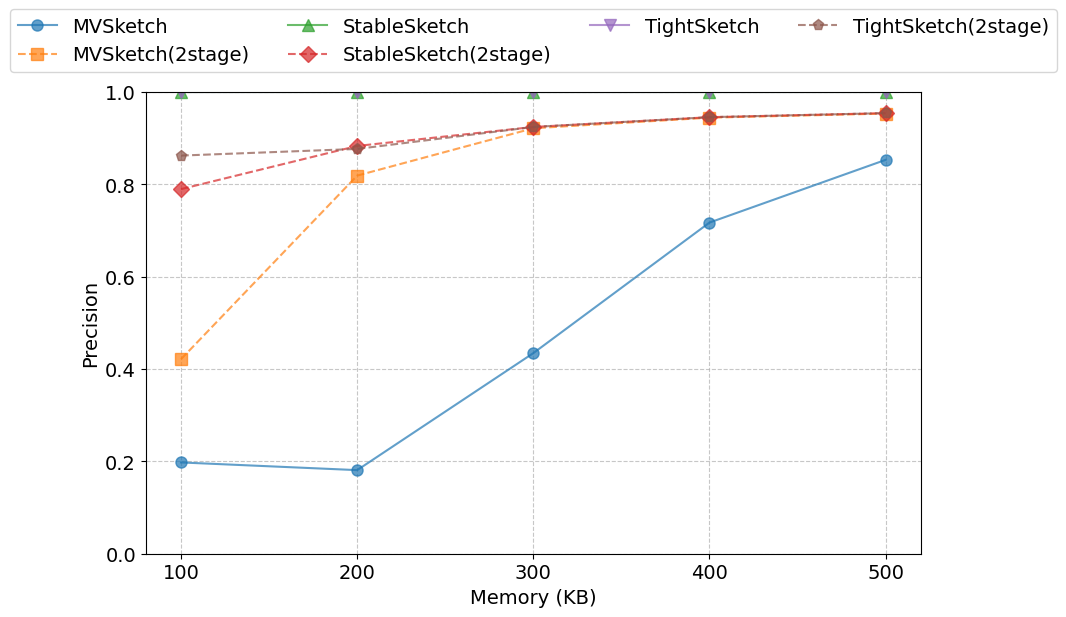 MVSketch StableSketch TightSketch TightSketch(2stage)
MVSketch(2stage) StableSketch(2stage)
1.0
0.8
0.6
0.4
0.2
0.0
Precision
100 200 300 400 500
Memory (KB)